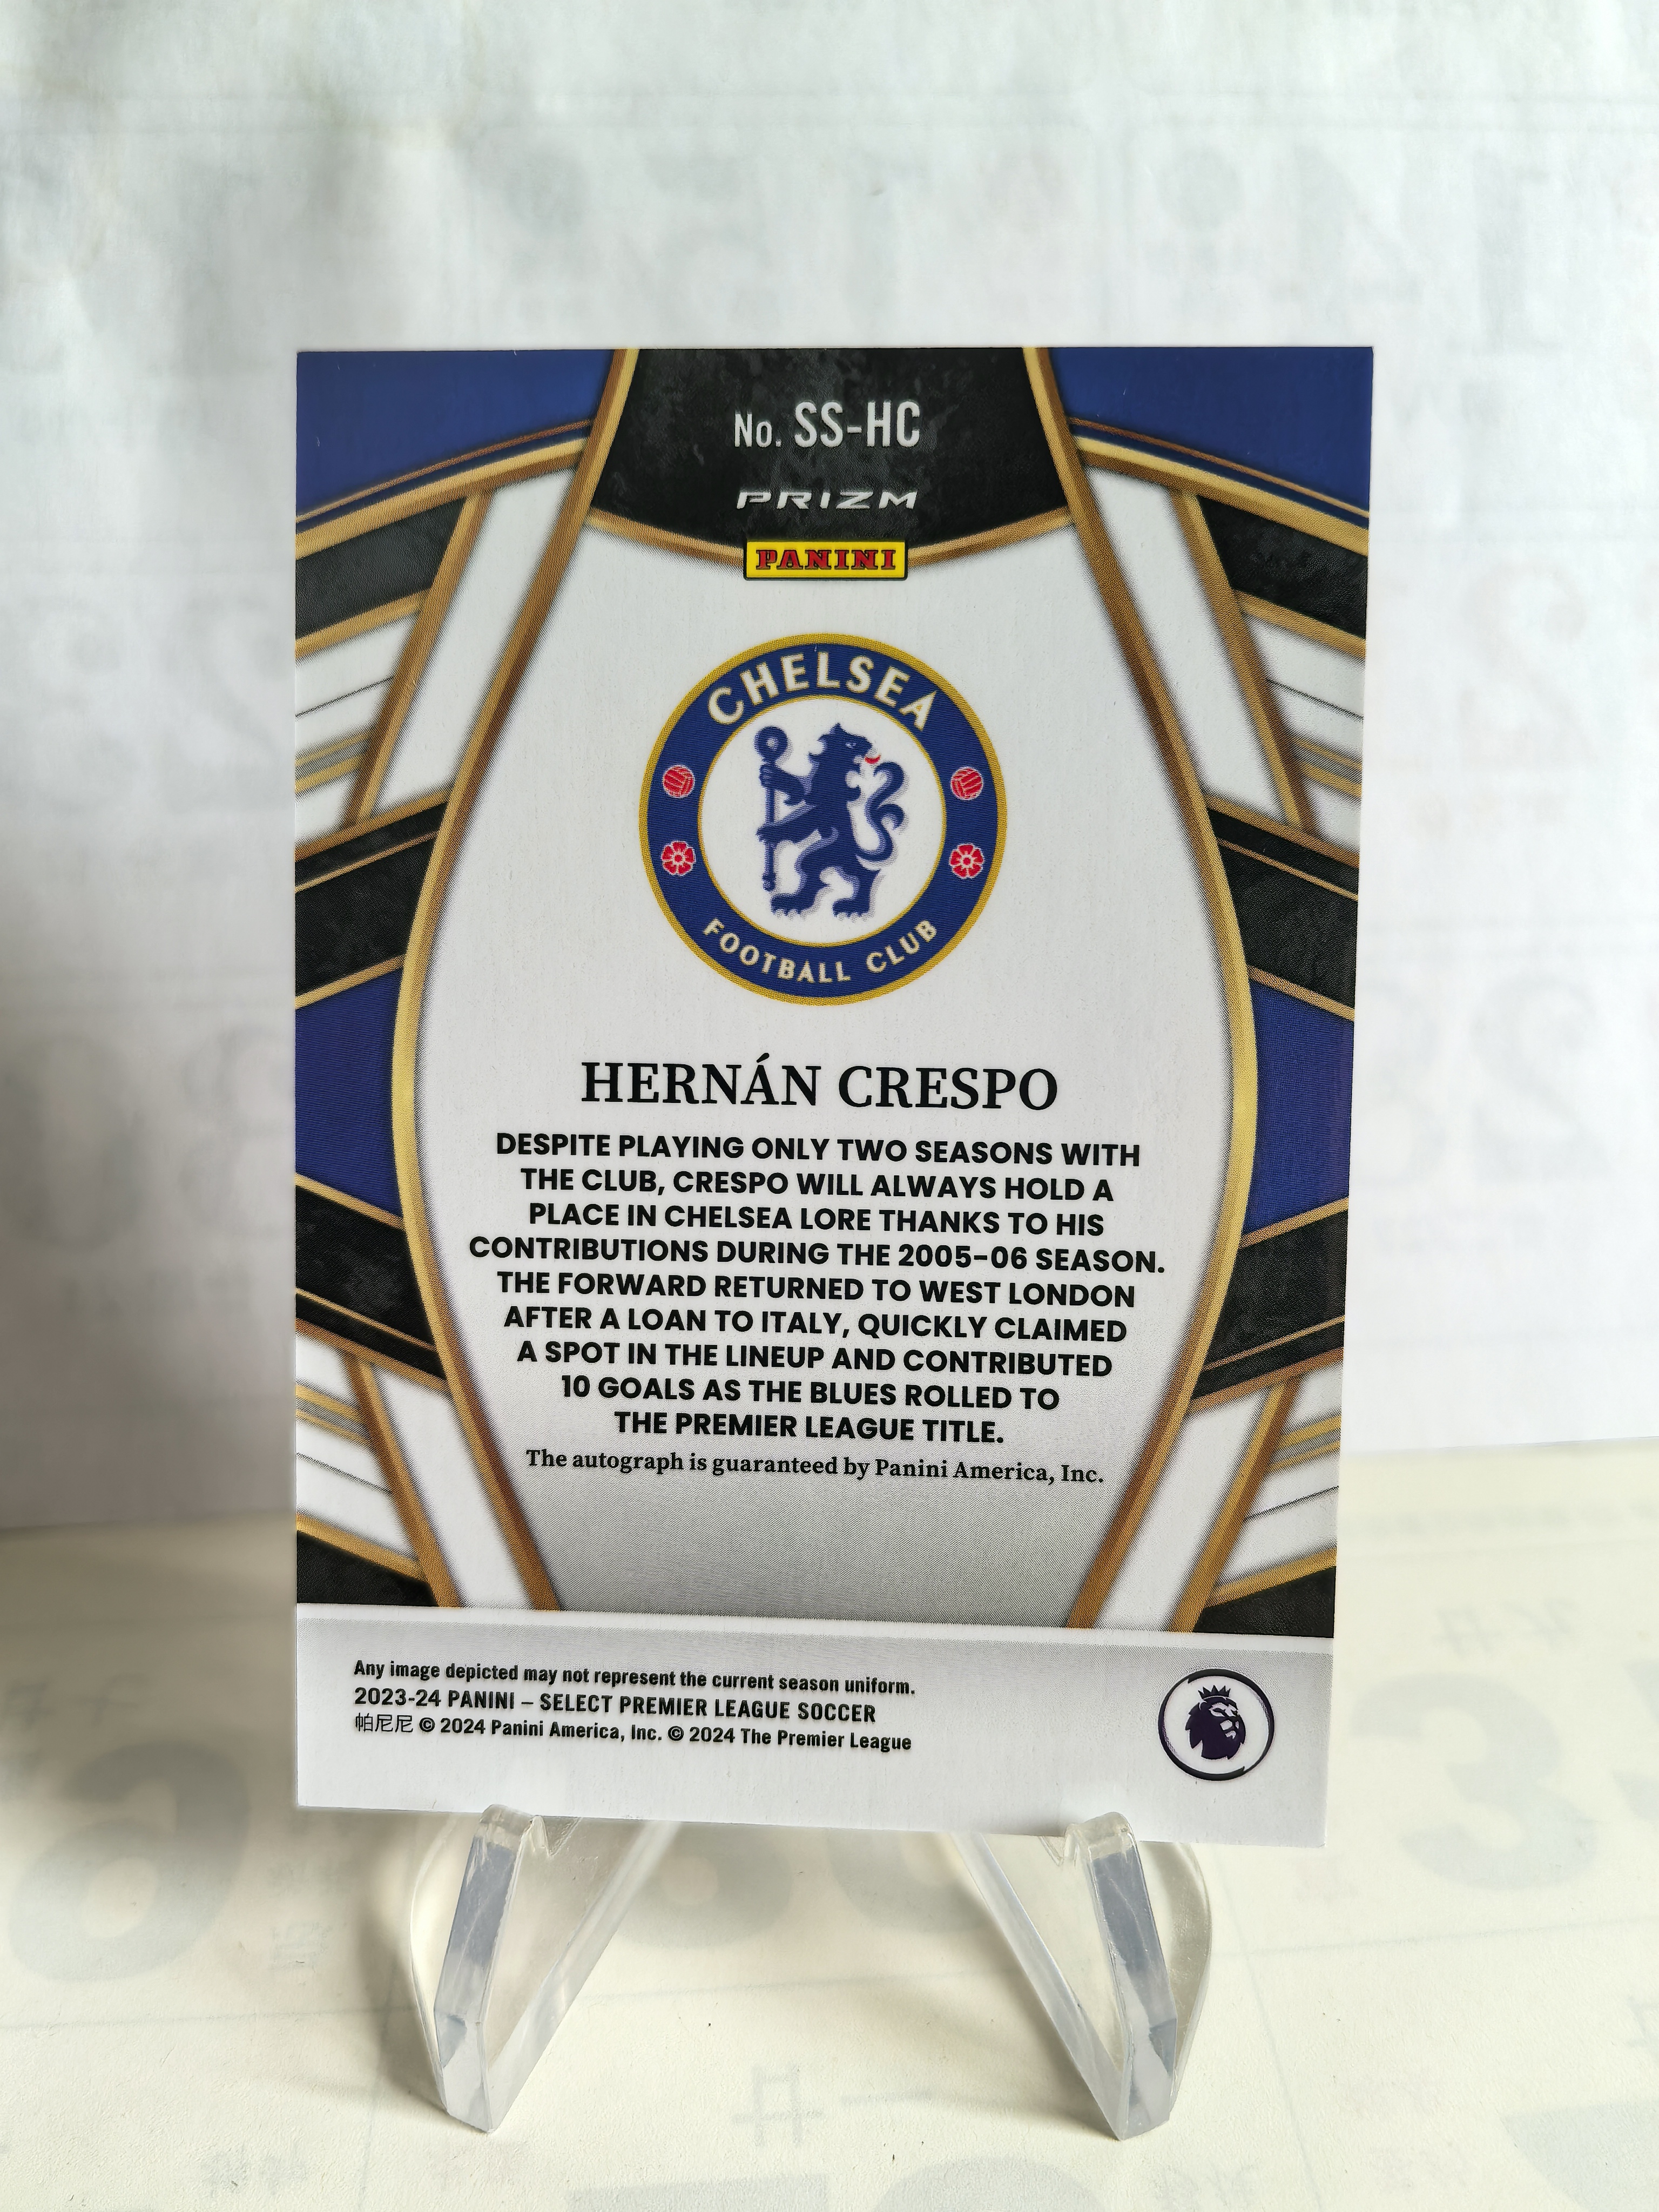 No. SS-HC
PRIZM
PANINI
CHELSEA
FOOTBALL CLUB
HERNÁN CRESPO
DESPITE PLAYING ONLY TWO SEASONS WITH
THE CLUB, CRESPO WILL ALWAYS HOLD A
PLACE IN CHELSEA LORE THANKS TO HIS
CONTRIBUTIONS DURING THE 2005-06 SEASON.
THE FORWARD RETURNED TO WEST LONDON
AFTER A LOAN TO ITALY, QUICKLY CLAIMED
A SPOT IN THE LINEUP AND CONTRIBUTED
10 GOALS AS THE BLUES ROLLED TO
THE PREMIER LEAGUE TITLE.
The autograph is guaranteed by Panini America, Inc.
Any image depicted may not represent the current season uniform.
2023-24 PANINI – SELECT PREMIER LEAGUE SOCCER
帕尼尼 © 2024 Panini America, Inc. © 2024 The Premier League